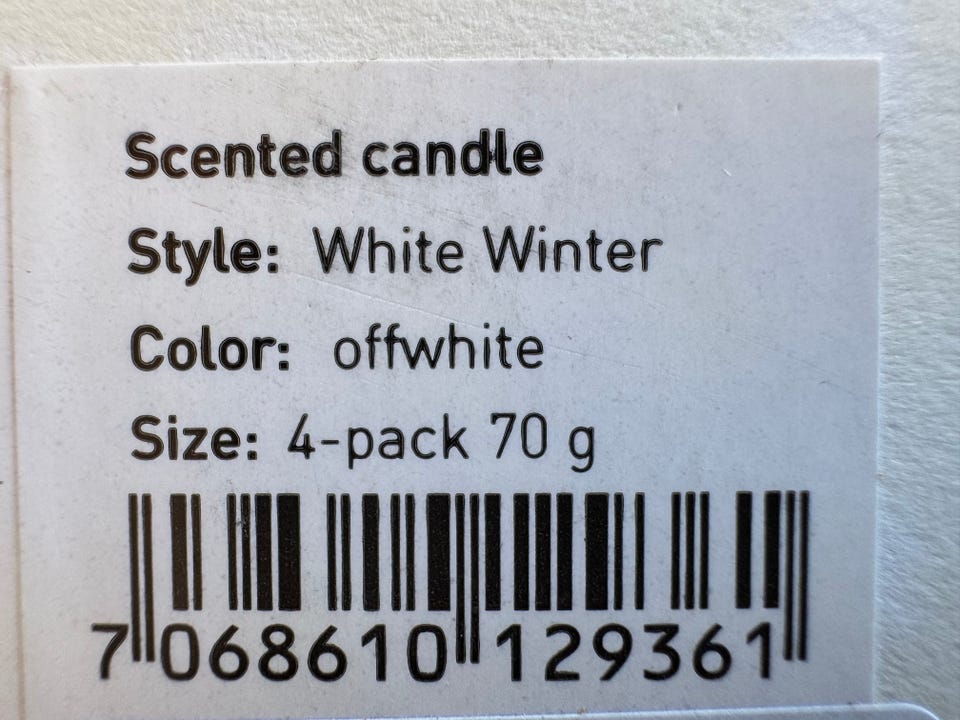 Scented candle
Style: White Winter
Color: offwhite
Size: 4-pack 70 g
7 068610 129361